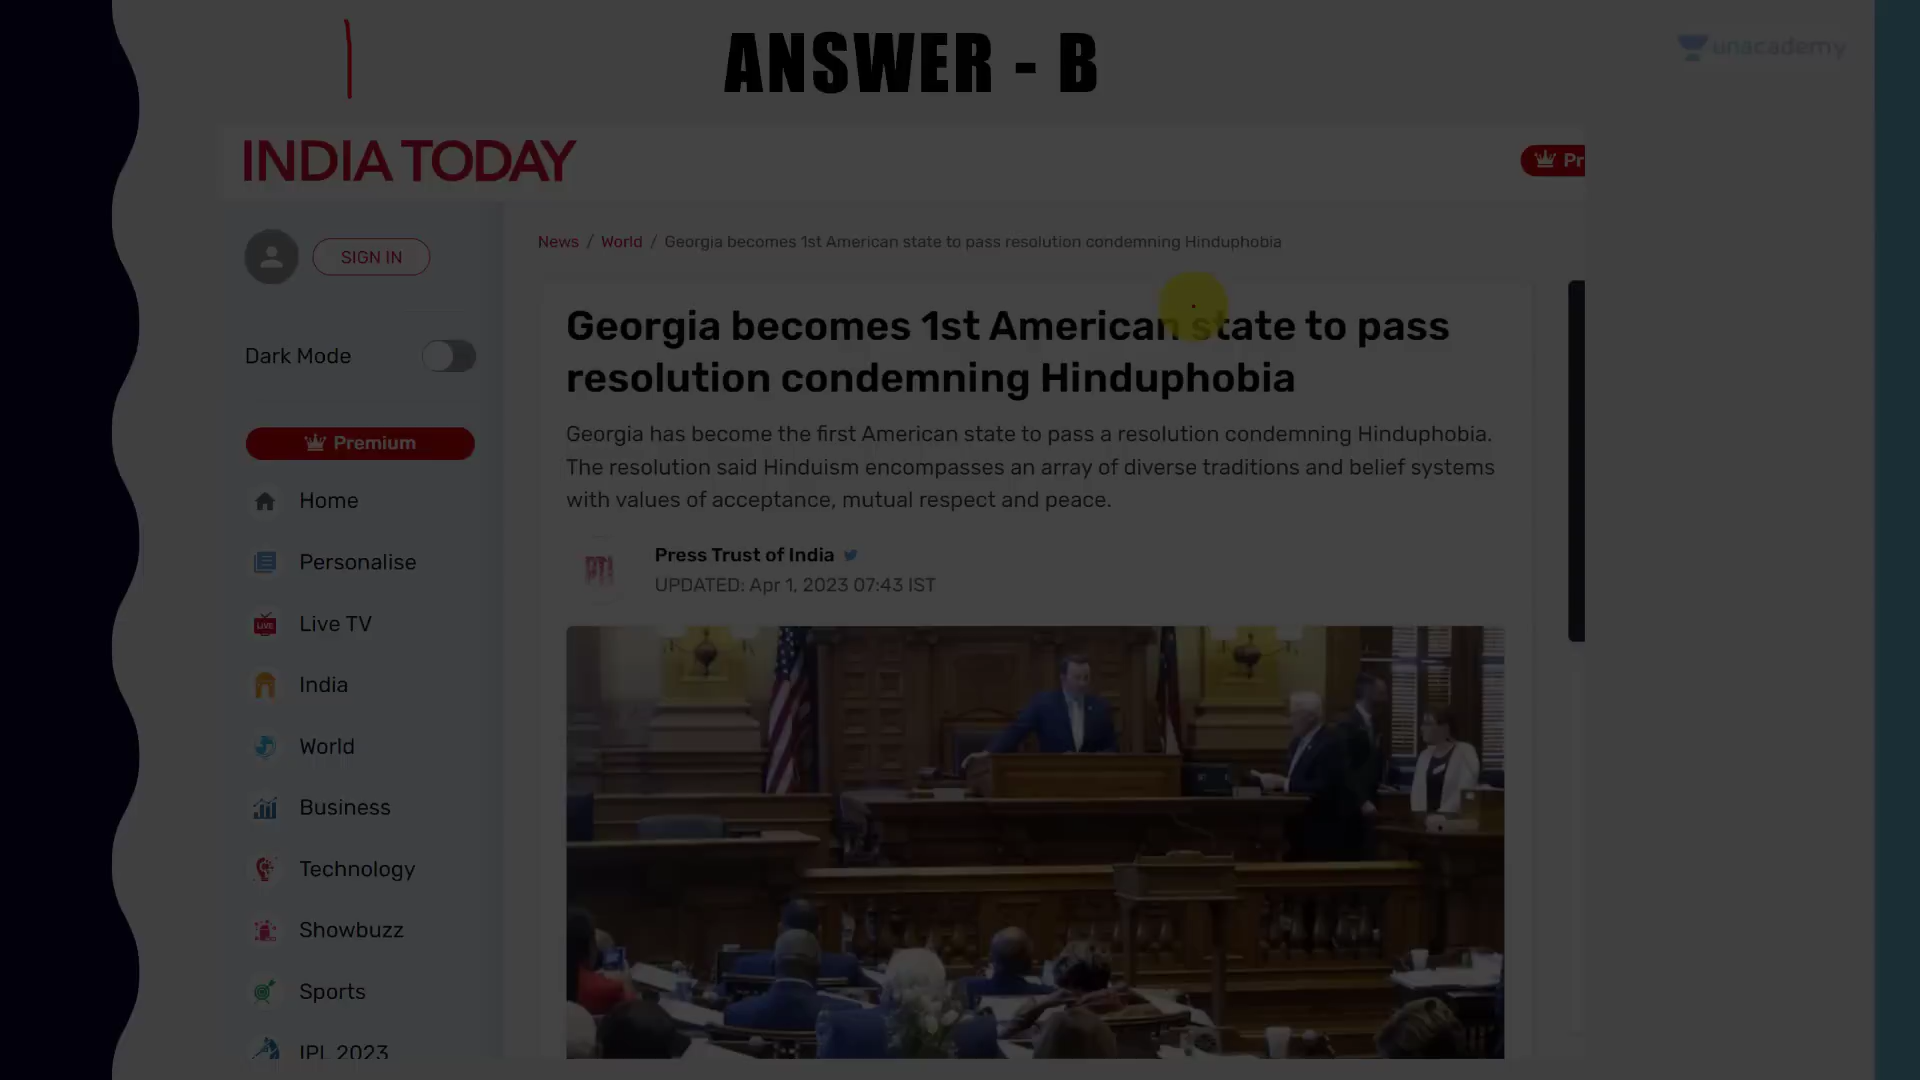 ANSWER - B
unacademy
INDIA TODAY
Pr
SIGN IN
News / World / Georgia becomes 1st American state to pass resolution condemning Hinduphobia
Georgia becomes 1st American state to pass
resolution condemning Hinduphobia
Dark Mode
Georgia has become the first American state to pass a resolution condemning Hinduphobia.
The resolution said Hinduism encompasses an array of diverse traditions and belief systems
with values of acceptance, mutual respect and peace.
PTI
Press Trust of India
UPDATED: Apr 1, 2023 07:43 IST
Premium
Home
Personalise
LIVE
Live TV
India
World
Business
Technology
Showbuzz
Sports
IPL 2023